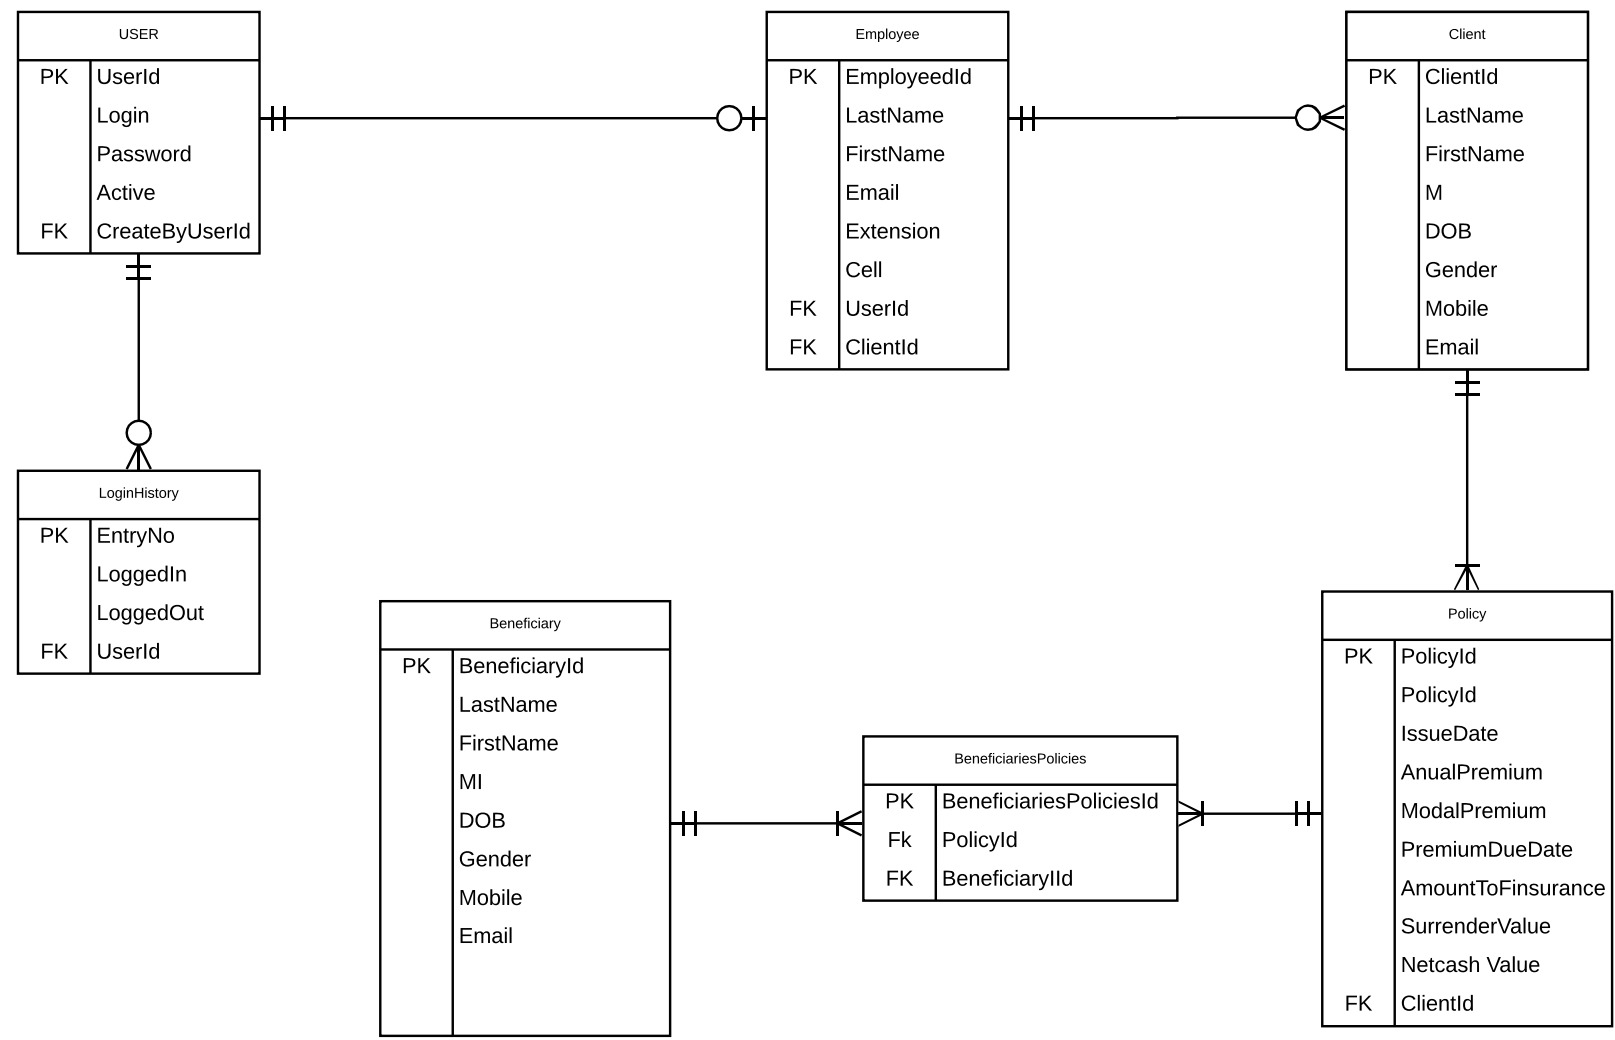 USER
PK UserId
Login
Password
Active
FK CreateByUserId
Employee
PK EmployeedId
LastName
FirstName
Email
Extension
Cell
FK UserId
FK ClientId
Client
PK ClientId
LastName
FirstName
M
DOB
Gender
Mobile
Email
LoginHistory
PK EntryNo
LoggedIn
LoggedOut
FK UserId
Beneficiary
PK BeneficiaryId
LastName
FirstName
MI
DOB
Gender
Mobile
Email
BeneficiariesPolicies
PK BeneficiariesPoliciesId
Fk PolicyId
FK BeneficiaryIId
Policy
PK PolicyId
PolicyId
IssueDate
AnualPremium
ModalPremium
PremiumDueDate
AmountToFinsurance
SurrenderValue
Netcash Value
FK ClientId